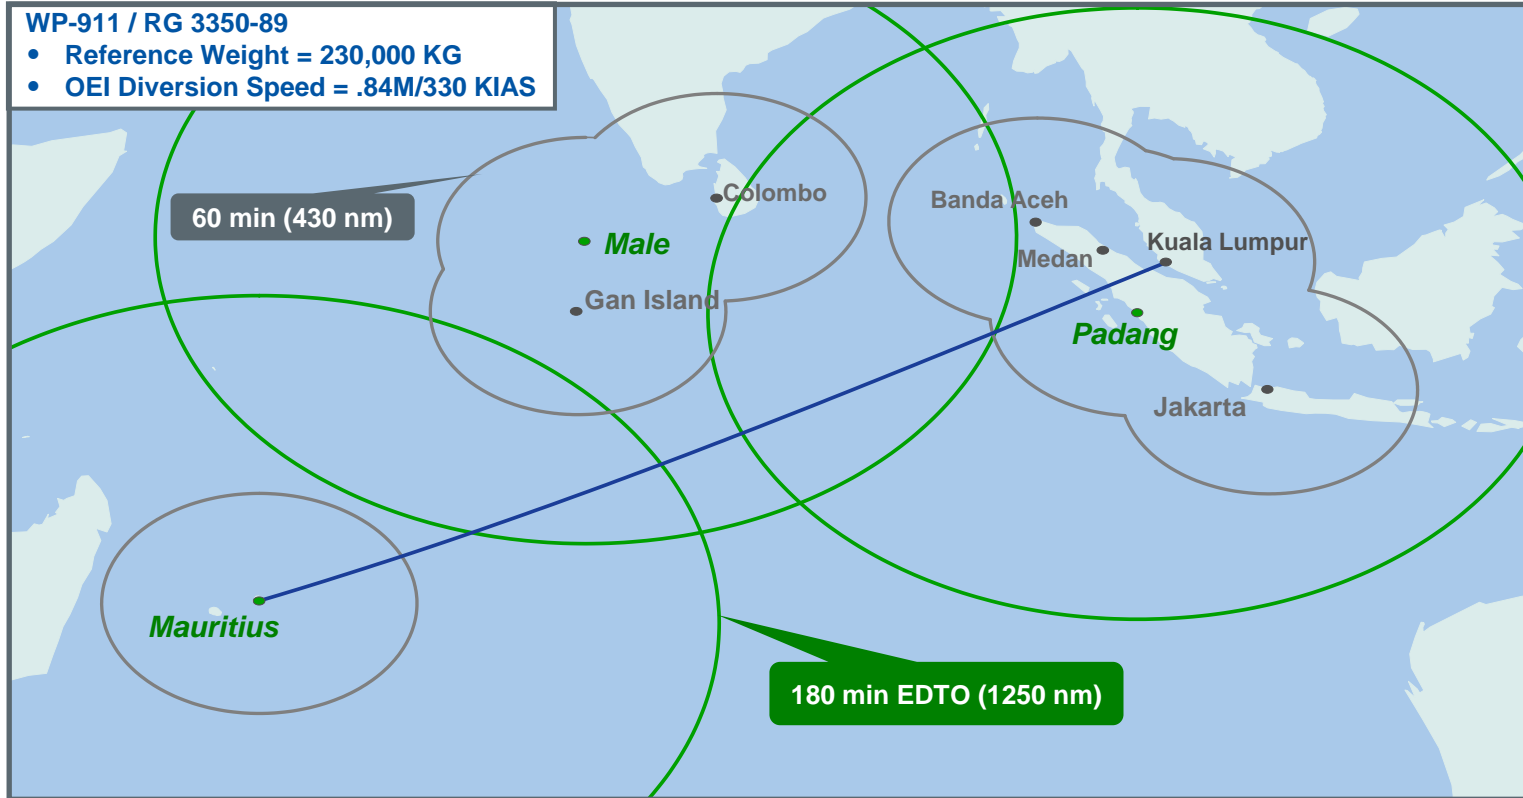 WP-911 / RG 3350-89
• Reference Weight = 230,000 KG
• OEI Diversion Speed = .84M/330 KIAS
60 min (430 nm)
Colombo
Banda Aceh
Male
Kuala Lumpur
Medan
Gan Island
Padang
Jakarta
Mauritius
180 min EDTO (1250 nm)